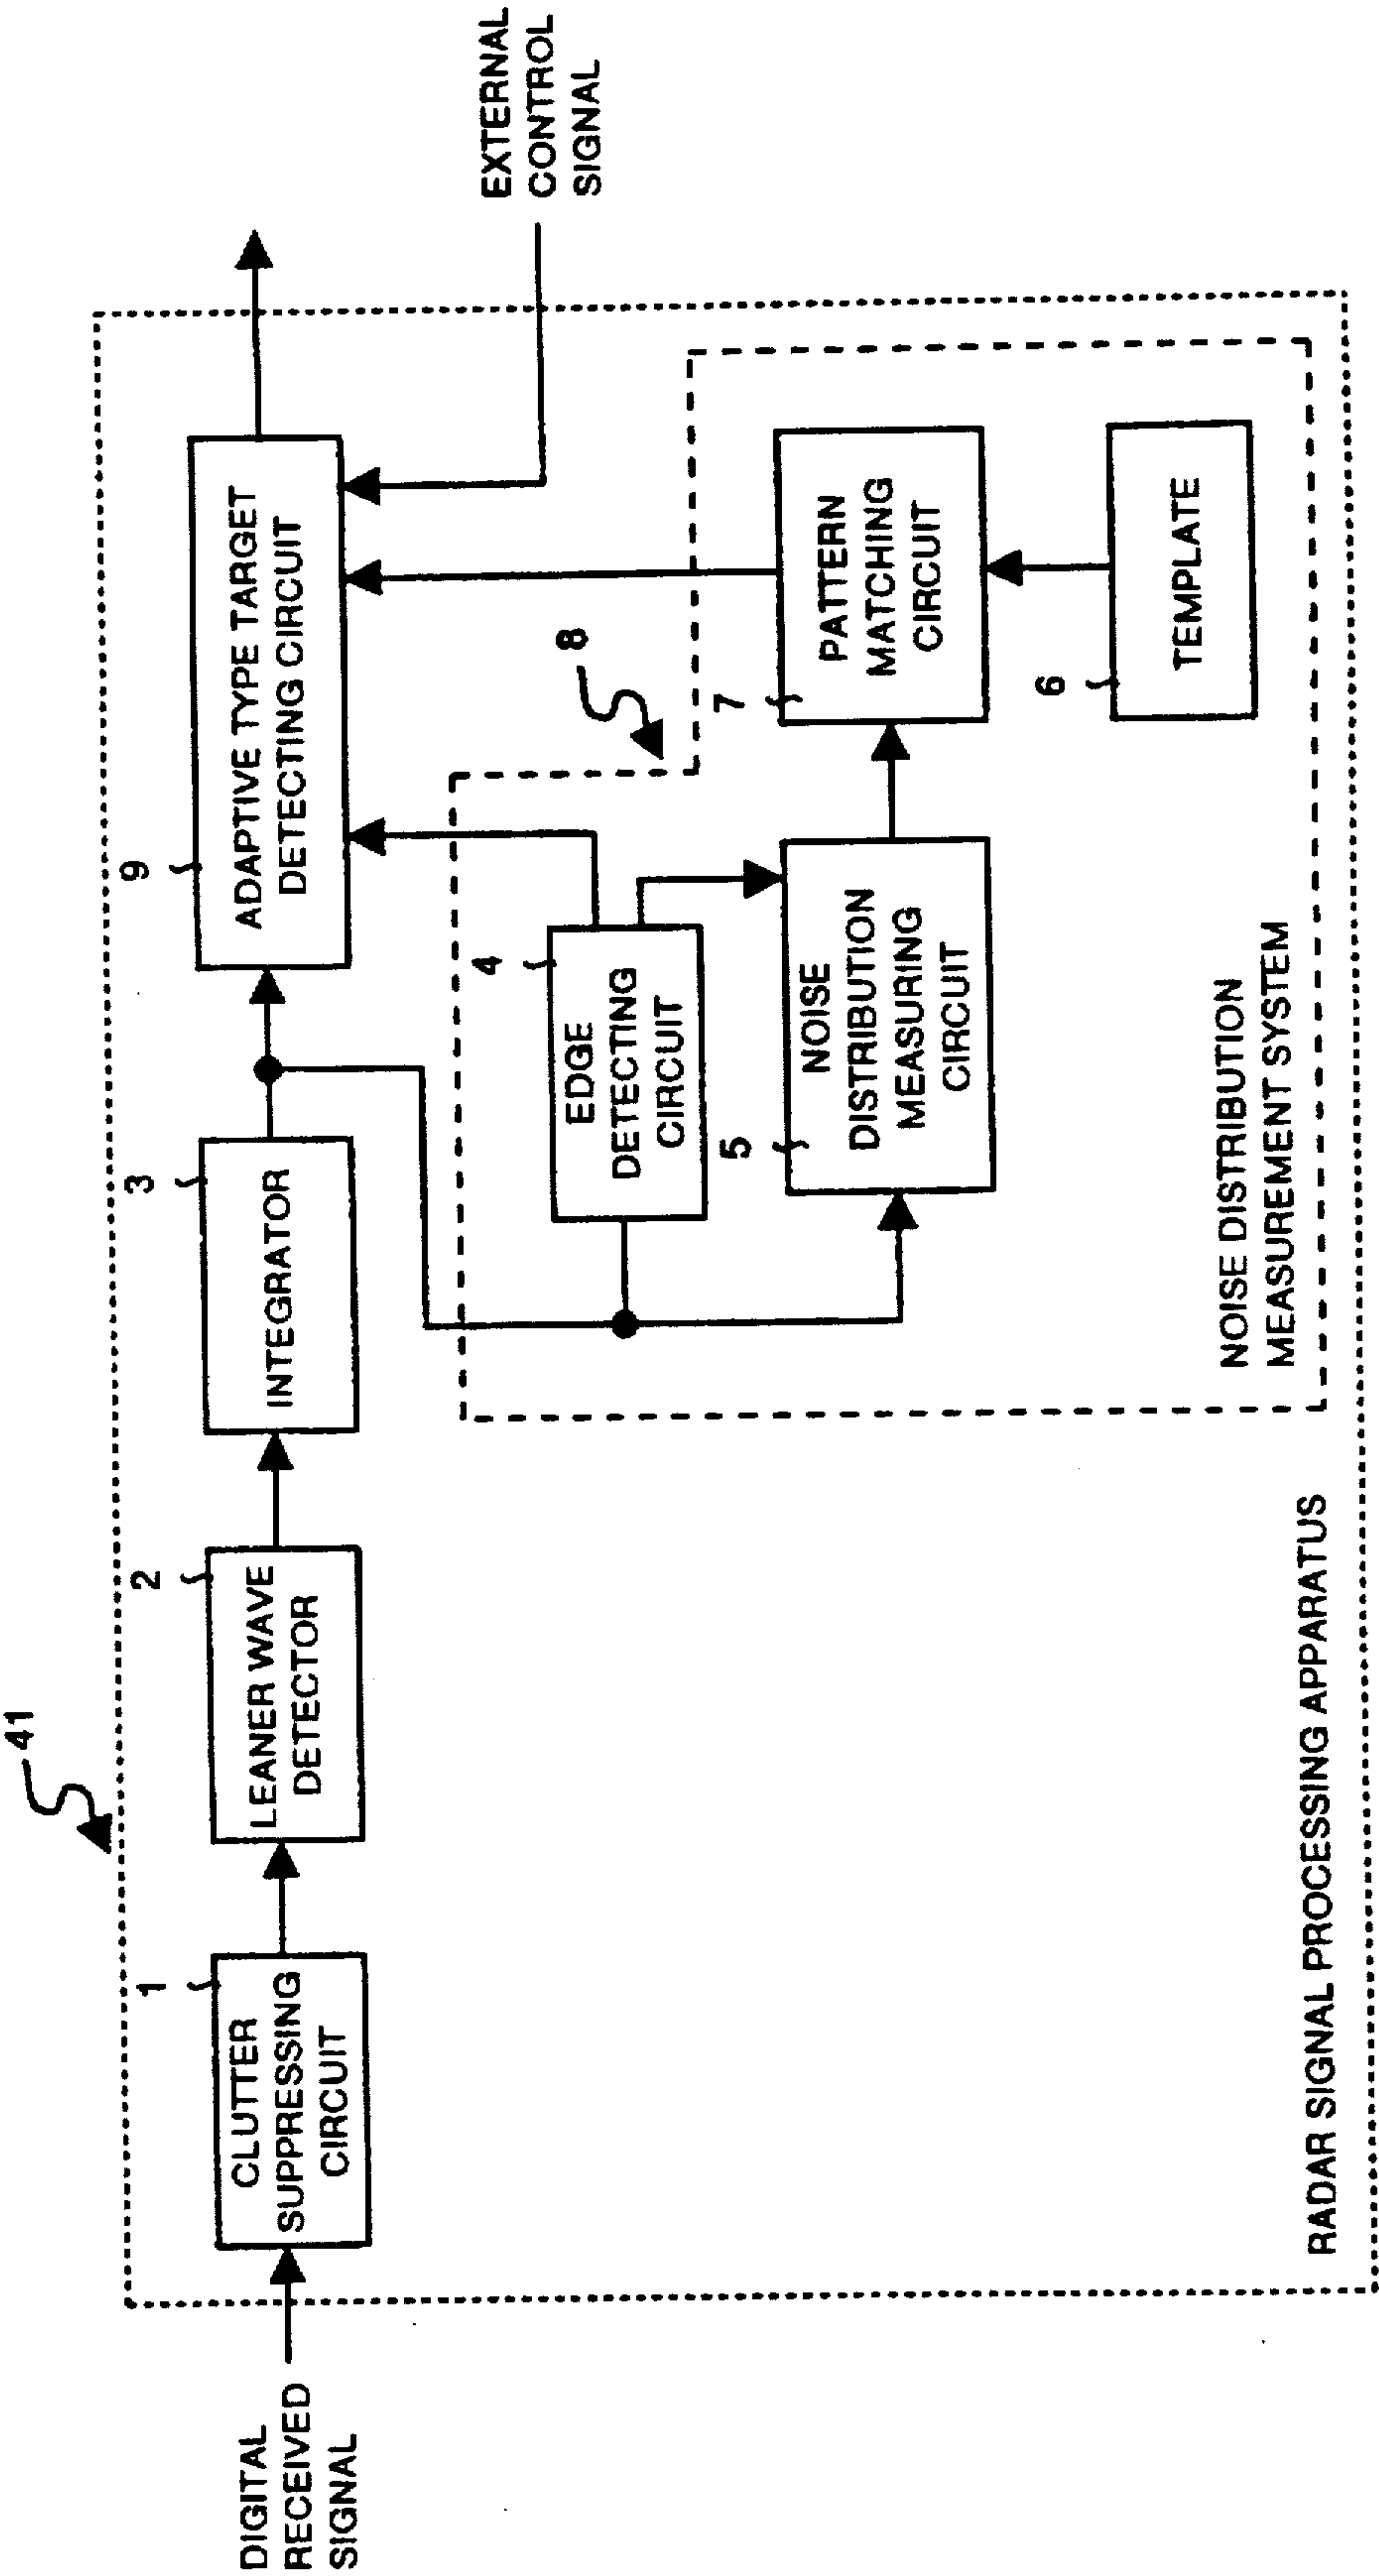 41
DIGITAL
RECEIVED
SIGNAL
1
CLUTTER
SUPPRESSING
CIRCUIT
2
LEANER WAVE
DETECTOR
3
INTEGRATOR
9
ADAPTIVE TYPE TARGET
DETECTING CIRCUIT
EXTERNAL
CONTROL
SIGNAL
8
4
EDGE
DETECTING
CIRCUIT
5
NOISE
DISTRIBUTION
MEASURING
CIRCUIT
7
PATTERN
MATCHING
CIRCUIT
6
TEMPLATE
NOISE DISTRIBUTION
MEASUREMENT SYSTEM
RADAR SIGNAL PROCESSING APPARATUS